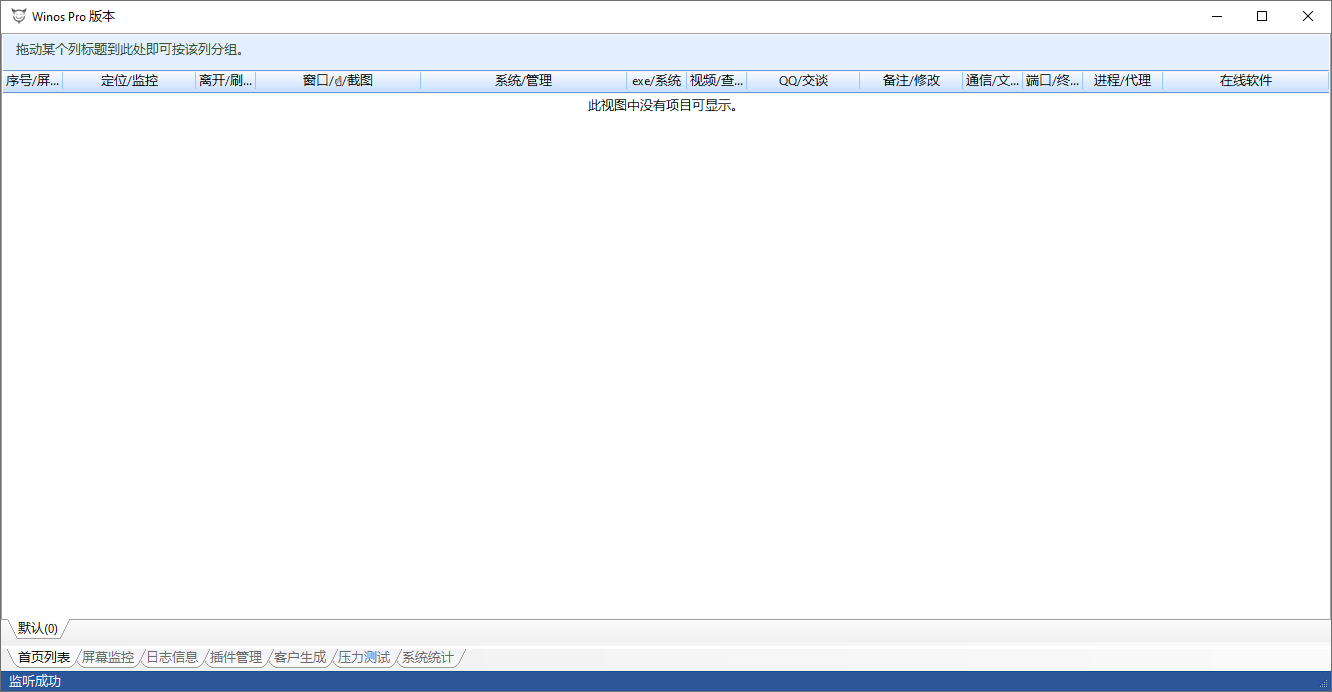 Winos Pro 版本
拖动某个列标题到此处即可按该列分组。
序号/屏... 定位/监控 离开/刷... 窗口/ 截图 系统/管理 exe/系统 视频/查... QQ/交谈 备注/修改 通信/文... 端口/终... 进程/代理 在线软件
此视图中没有项目可显示。
默认(0)
首页列表 屏幕监控 日志信息 插件管理 客户生成 压力测试 系统统计
监听成功